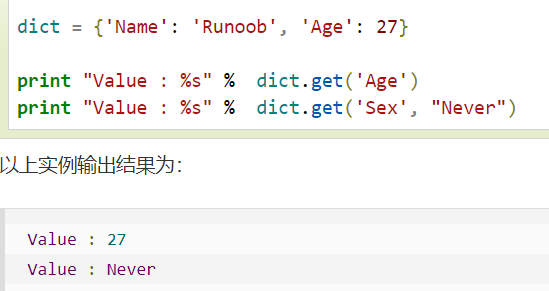 dict = {'Name': 'Runoob', 'Age': 27}
print "Value : %s" %  dict.get('Age')
print "Value : %s" %  dict.get('Sex', "Never")
以上实例输出结果为：
Value : 27
Value : Never